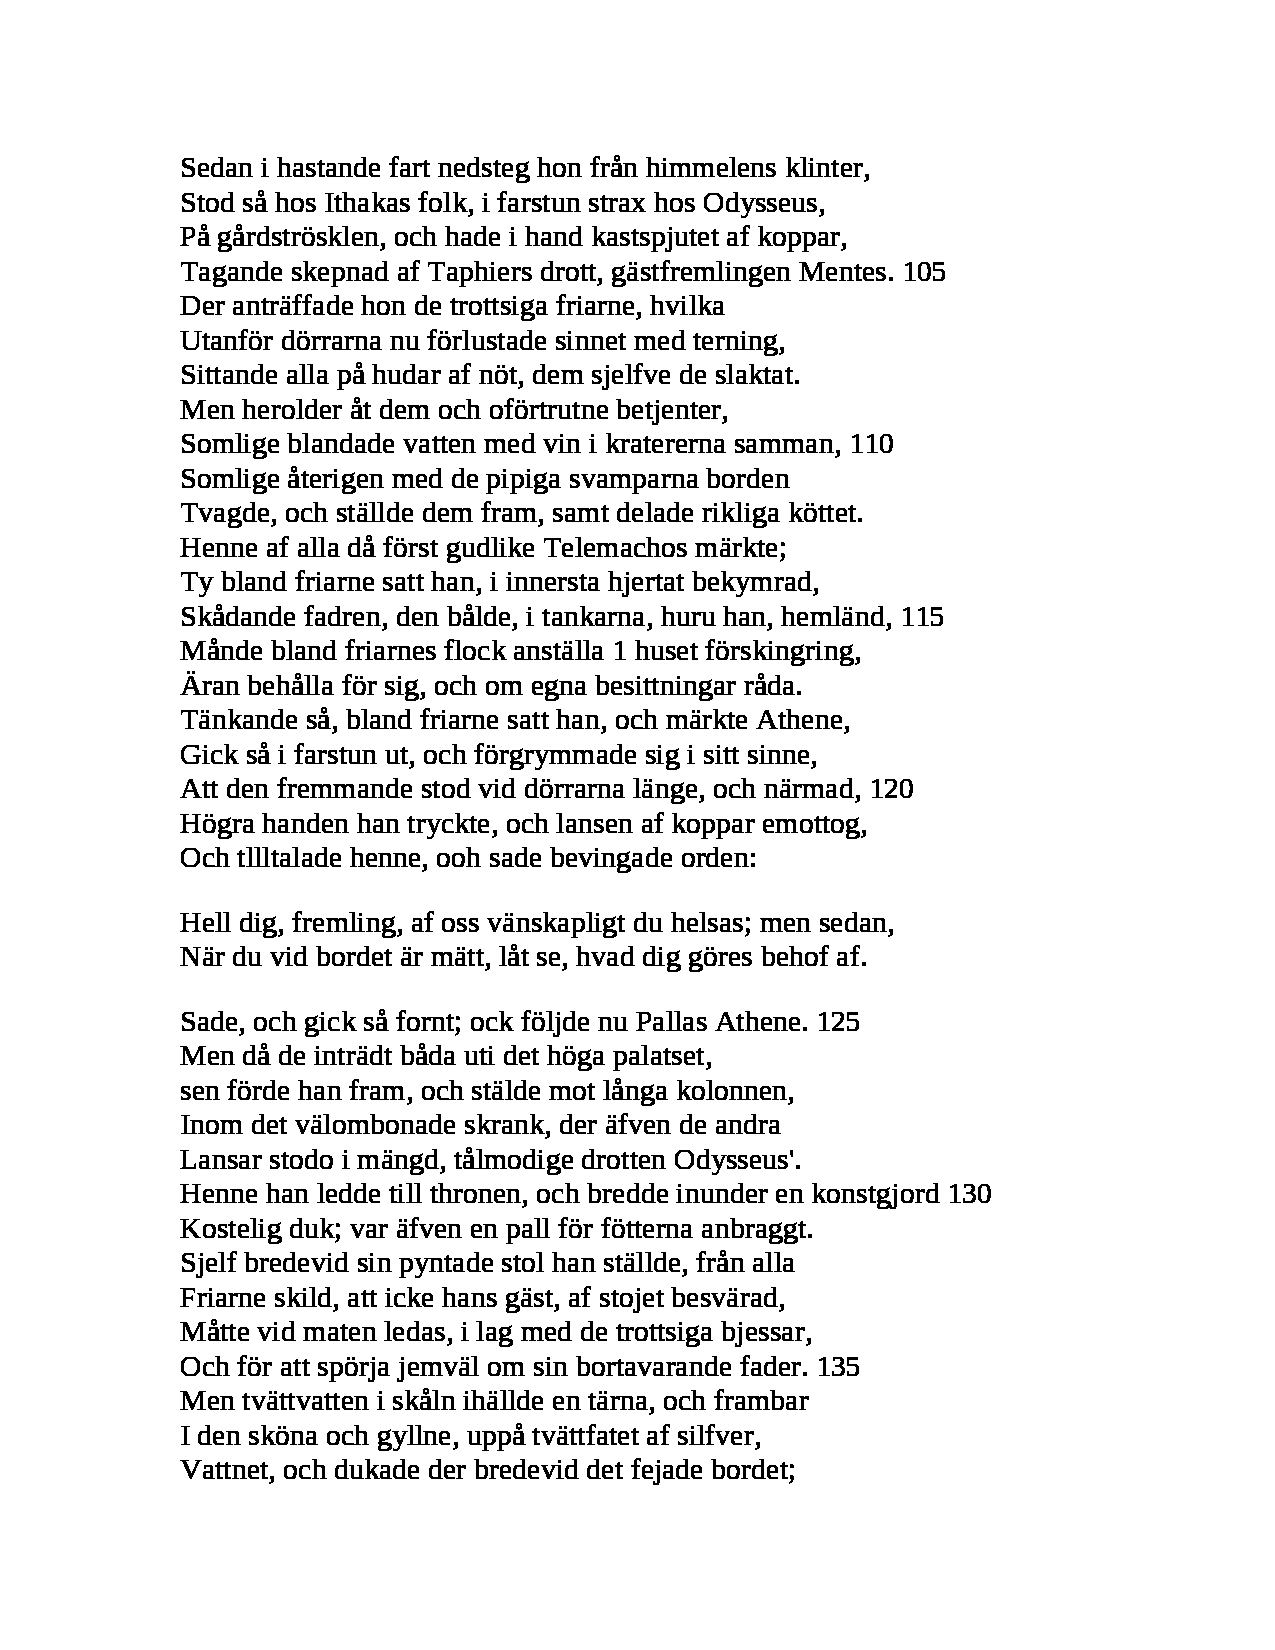 Sedan i hastande fart nedsteg hon från himmelens klinter,
Stod så hos Ithakas folk, i farstun strax hos Odysseus,
På gårdströsklen, och hade i hand kastspjutet af koppar,
Tagande skepnad af Taphiers drott, gästfremlingen Mentes. 105
Der anträffade hon de trottsiga friarne, hvilka
Utanför dörrarna nu förlustade sinnet med terning,
Sittande alla på hudar af nöt, dem sjelfve de slaktat.
Men herolder åt dem och oförtrutne betjenter,
Somlige blandade vatten med vin i kratererna samman, 110
Somlige återigen med de pipiga svamparna borden
Tvagde, och ställde dem fram, samt delade rikliga köttet.
Henne af alla då först gudlike Telemachos märkte;
Ty bland friarne satt han, i innersta hjertat bekymrad,
Skådande fadren, den bålde, i tankarna, huru han, hemländ, 115
Månde bland friarnes flock anställa 1 huset förskingring,
Äran behålla för sig, och om egna besittningar råda.
Tänkande så, bland friarne satt han, och märkte Athene,
Gick så i farstun ut, och förgrymmade sig i sitt sinne,
Att den fremmande stod vid dörrarna länge, och närmad, 120
Högra handen han tryckte, och lansen af koppar emottog,
Och tllltalade henne, ooh sade bevingade orden:
Hell dig, fremling, af oss vänskapligt du helsas; men sedan,
När du vid bordet är mätt, låt se, hvad dig göres behof af.
Sade, och gick så fornt; ock följde nu Pallas Athene. 125
Men då de inträdt båda uti det höga palatset,
sen förde han fram, och stälde mot långa kolonnen,
Inom det välombonade skrank, der äfven de andra
Lansar stodo i mängd, tålmodige drotten Odysseus'.
Henne han ledde till thronen, och bredde inunder en konstgjord 130
Kostelig duk; var äfven en pall för fötterna anbraggt.
Sjelf bredevid sin pyntade stol han ställde, från alla
Friarne skild, att icke hans gäst, af stojet besvärad,
Måtte vid maten ledas, i lag med de trottsiga bjessar,
Och för att spörja jemväl om sin bortavarande fader. 135
Men tvättvatten i skåln ihällde en tärna, och frambar
I den sköna och gyllne, uppå tvättfatet af silfver,
Vattnet, och dukade der bredevid det fejade bordet;